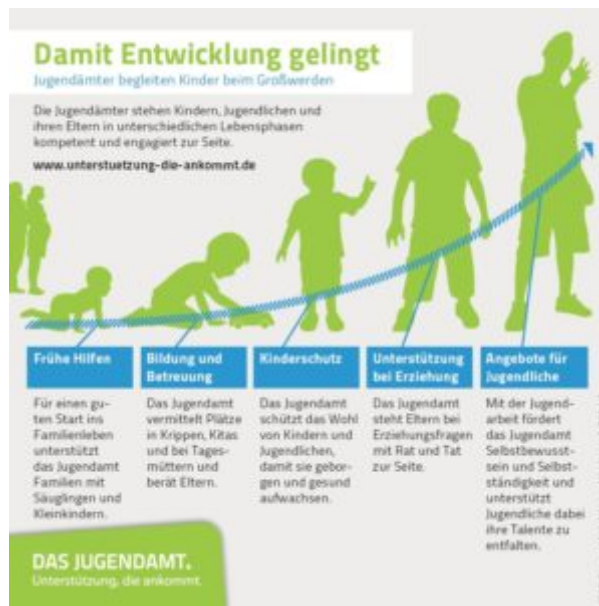 Damit Entwicklung gelingt
Jugendämter begleiten Kinder beim Großwerden
Die Jugendämter stehen Kindern, Jugendlichen und
ihren Eltern in unterschiedlichen Lebensphasen
kompetent und engagiert zur Seite.
www.unterstuetzung-die-ankommt.de
Frühe Hilfen
Für einen gu-
ten Start ins
Familienleben
unterstützt
das Jugendamt
Familien mit
Säuglingen und
Kleinkindern.
Bildung und
Betreuung
Das Jugendamt
vermittelt Plätze
in Krippen, Kitas
und bei Tages-
müttern und
berät Eltern.
Kinderschutz
Das Jugendamt
schützt das Wohl
von Kindern und
Jugendlichen,
damit sie gebor-
gen und gesund
aufwachsen.
Unterstützung
bei Erziehung
Das Jugendamt
steht Eltern bei
Erziehungsfragen
mit Rat und Tat
zur Seite.
Angebote für
Jugendliche
Mit der Jugend-
arbeit fördert
das Jugendamt
Selbstbewusst-
sein und Selbst-
ständigkeit und
unterstützt
Jugendliche dabei
ihre Talente zu
entfalten.
DAS JUGENDAMT.
Unterstützung, die ankommt.